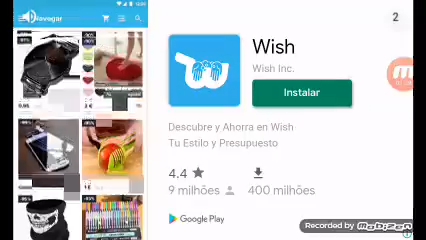 Navegar
2
Wish
Wish Inc.
Instalar
Descubre y Ahorra en Wish
Tu Estilo y Presupuesto
4,4
9 milhões
400 milhões
Google Play
Recorded by Mobizen